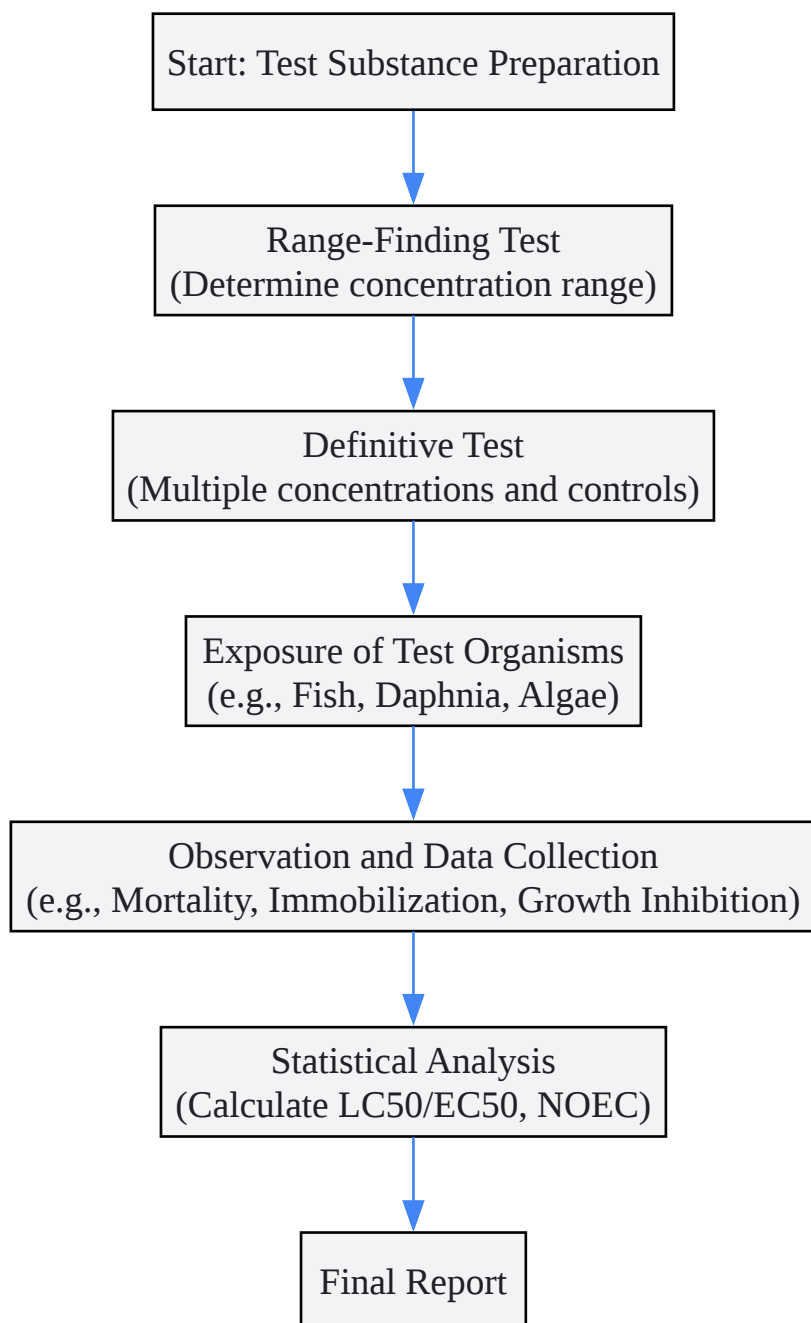 Start: Test Substance Preparation
Range-Finding Test
(Determine concentration range)
Definitive Test
(Multiple concentrations and controls)
Exposure of Test Organisms
(e.g., Fish, Daphnia, Algae)
Observation and Data Collection
(e.g., Mortality, Immobilization, Growth Inhibition)
Statistical Analysis
(Calculate LC50/EC50, NOEC)
Final Report